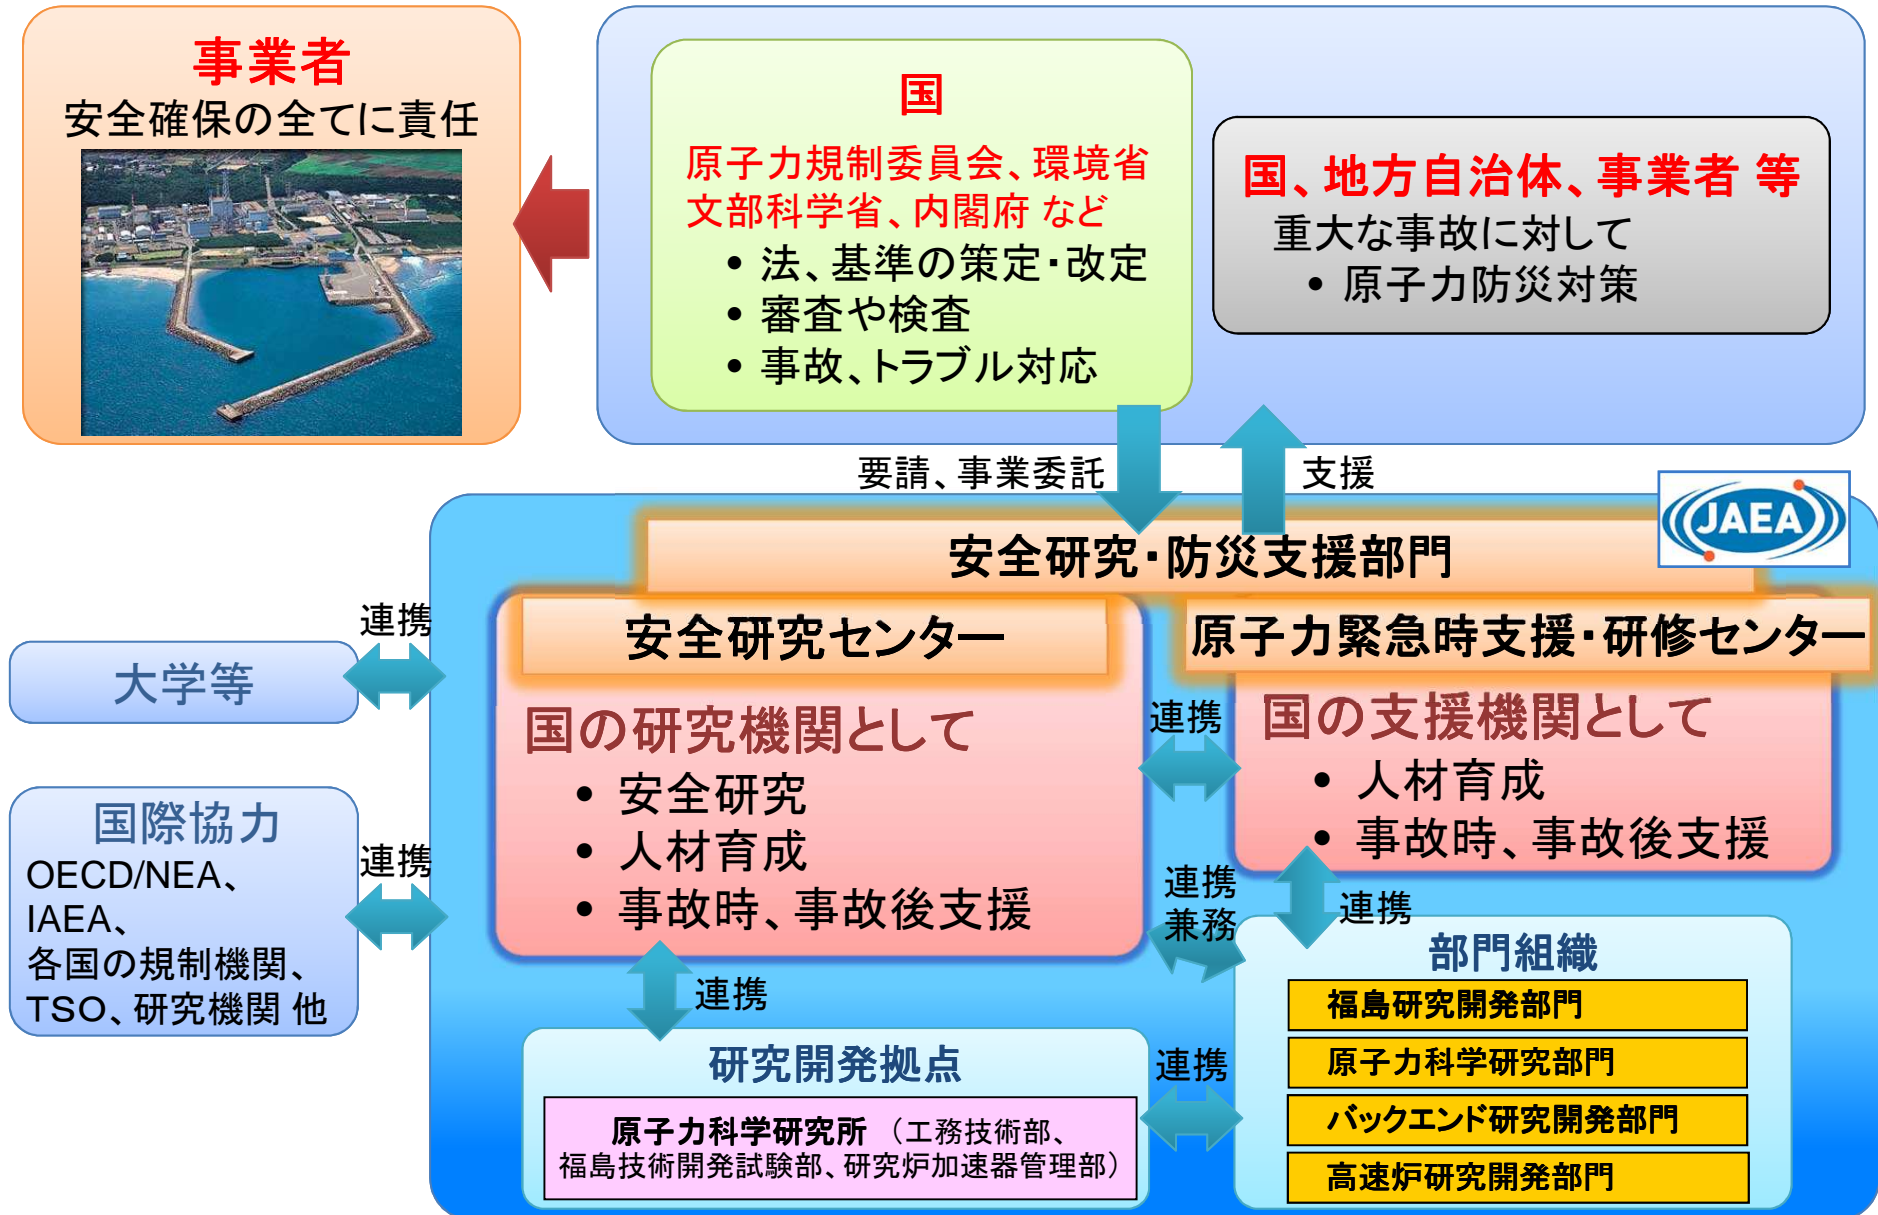 事業者
安全確保の全てに責任
国
原子力規制委員会、環境省
文部科学省、内閣府 など
• 法、基準の策定・改定
• 審査や検査
• 事故、トラブル対応
国、地方自治体、事業者 等
重大な事故に対して
• 原子力防災対策
要請、事業委託
支援
JAEA
安全研究・防災支援部門
安全研究センター
原子力緊急時支援・研修センター
連携
大学等
国の研究機関として
• 安全研究
• 人材育成
• 事故時、事故後支援
連携
国の支援機関として
• 人材育成
• 事故時、事故後支援
国際協力
OECD/NEA、
IAEA、
各国の規制機関、
TSO、研究機関 他
連携
連携
兼務
連携
連携
部門組織
福島研究開発部門
原子力科学研究部門
バックエンド研究開発部門
高速炉研究開発部門
研究開発拠点
原子力科学研究所 （工務技術部、
福島技術開発試験部、研究炉加速器管理部）
連携